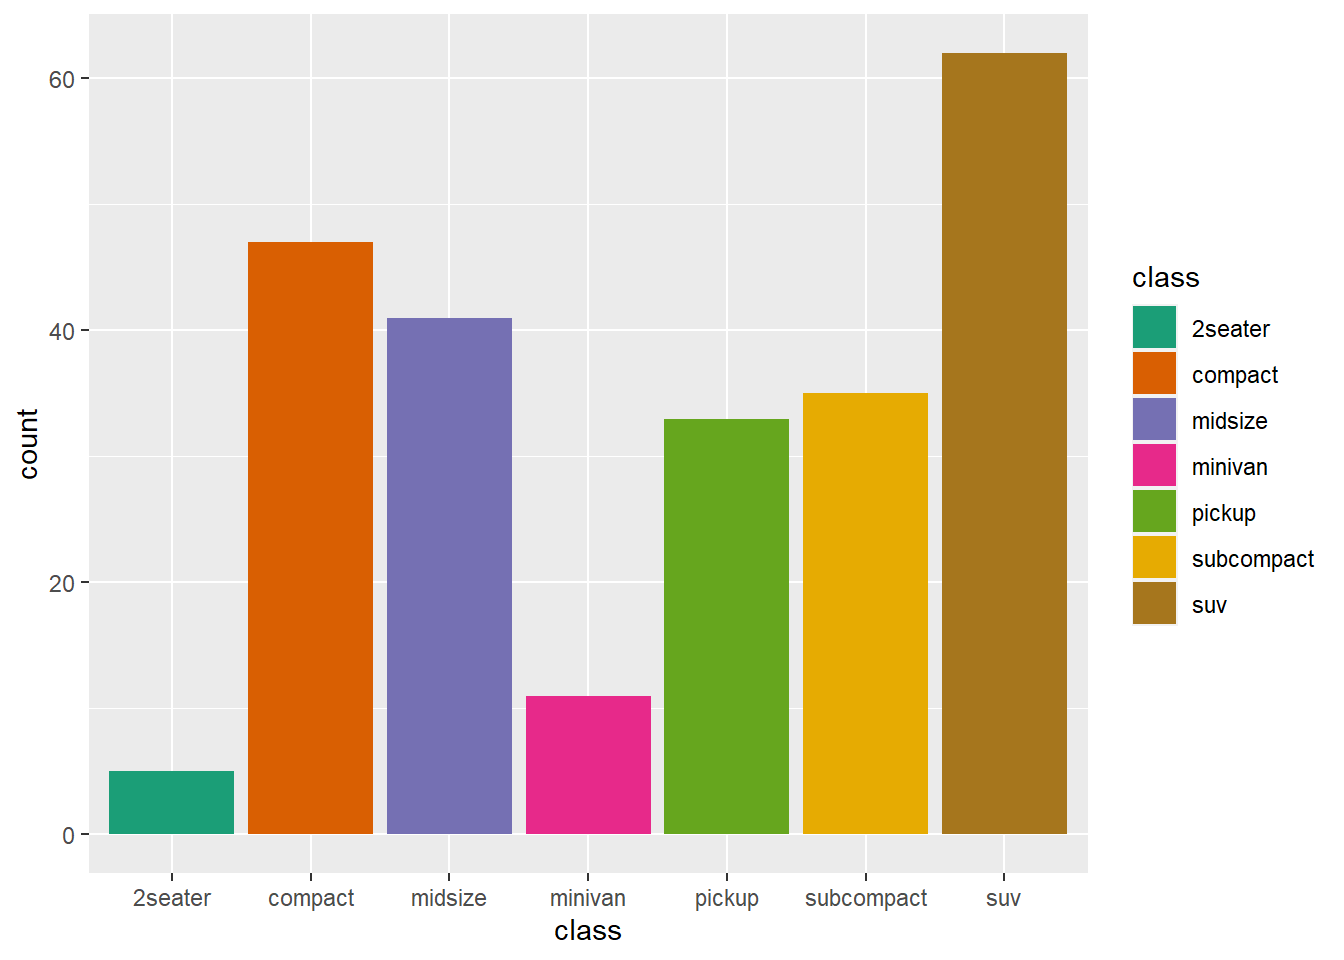 60
40
20
0
count
2seater
compact
midsize
minivan
pickup
subcompact
suv
class
class
2seater
compact
midsize
minivan
pickup
subcompact
suv